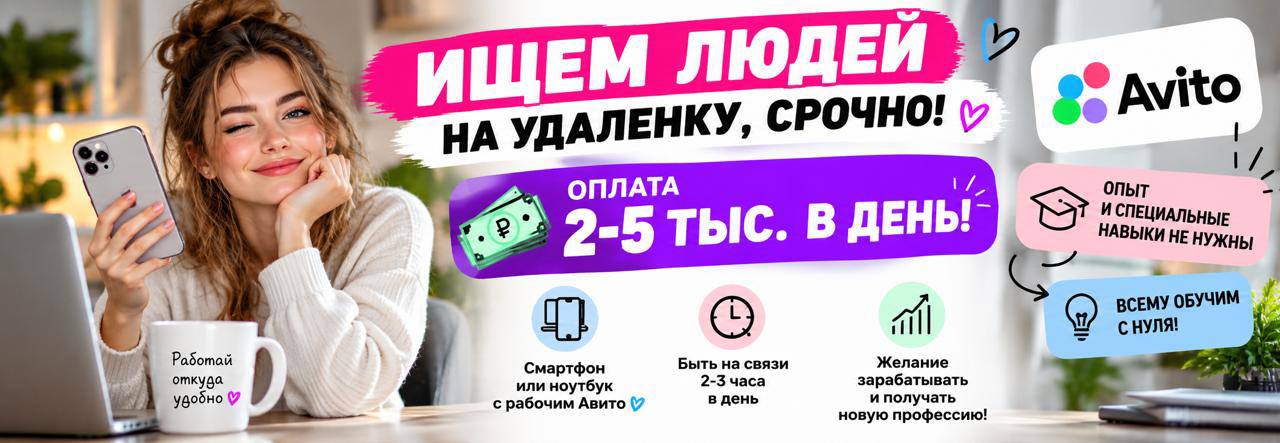 ИЩЕМ ЛЮДЕЙ
НА УДАЛЕНКУ, СРОЧНО!
ОПЛАТА
2-5 ТЫС. В ДЕНЬ!
₽
Avito
ОПЫТ
И СПЕЦИАЛЬНЫЕ
НАВЫКИ НЕ НУЖНЫ
ВСЕМУ ОБУЧИМ
С НУЛЯ!
Смартфон
или ноутбук
с рабочим Авито
Быть на связи
2-3 часа
в день
Желание
зарабатывать
и получать
новую профессию!
Работай
откуда
удобно